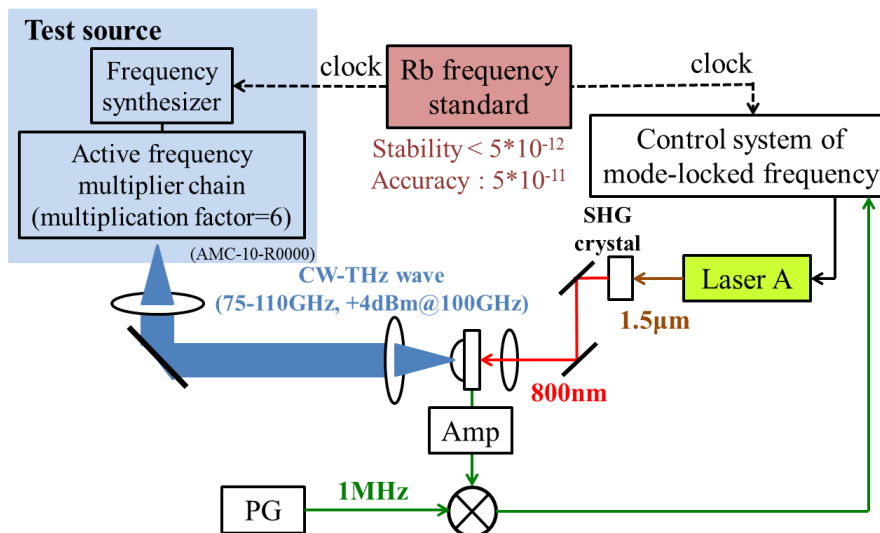 Test source
Frequency
synthesizer
Active frequency
multiplier chain
(multiplication factor=6)
(AMC-10-R0000)
clock
Rb frequency
standard
clock
Stability < 5*10⁻¹²
Accuracy : 5*10⁻¹¹
Control system of
mode-locked frequency
SHG
crystal
Laser A
1.5μm
CW-THz wave
(75-110GHz, +4dBm@100GHz)
800nm
Amp
PG
1MHz